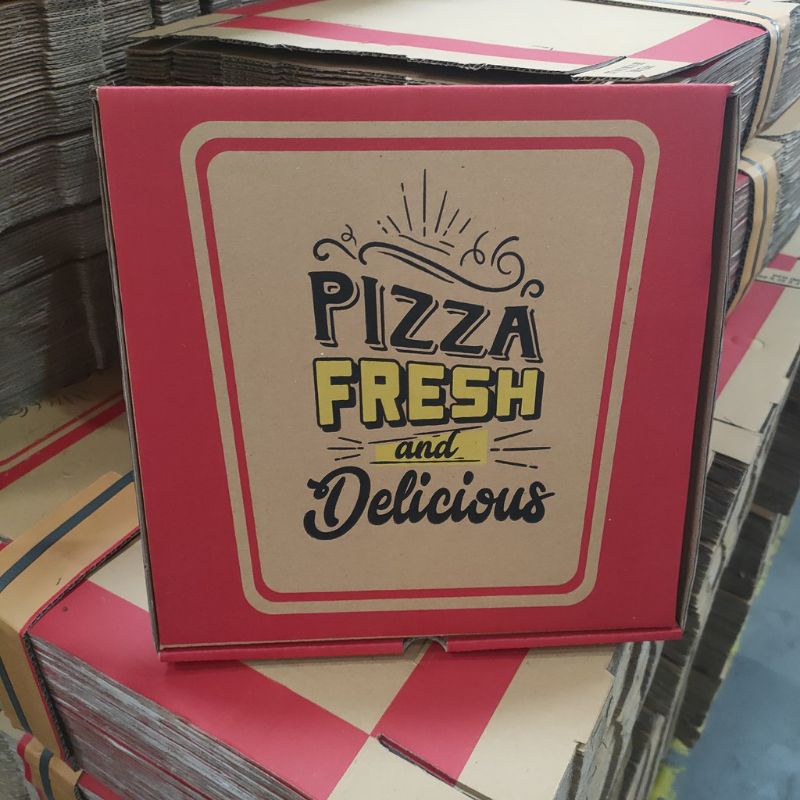 PIZZA
FRESH
and
Delicious